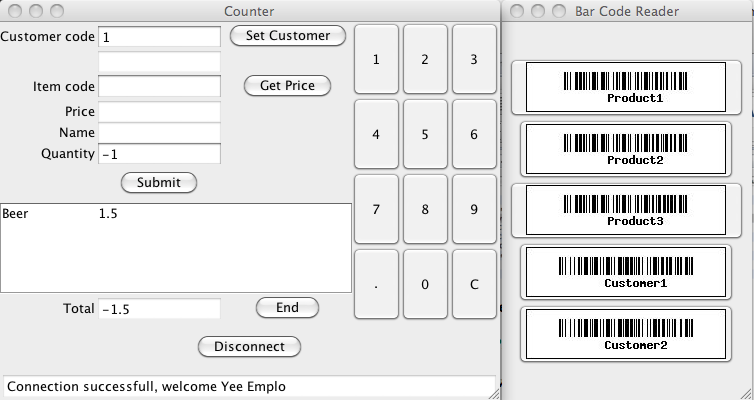 Counter
Customer code 1 Set Customer
Item code Get Price
Price
Name
Quantity -1
Submit
Beer 1.5
Total -1.5 End
Disconnect
Connection successfull, welcome Yee Emplo
1 2 3
4 5 6
7 8 9
. 0 C
Bar Code Reader
Product1
Product2
Product3
Customer1
Customer2